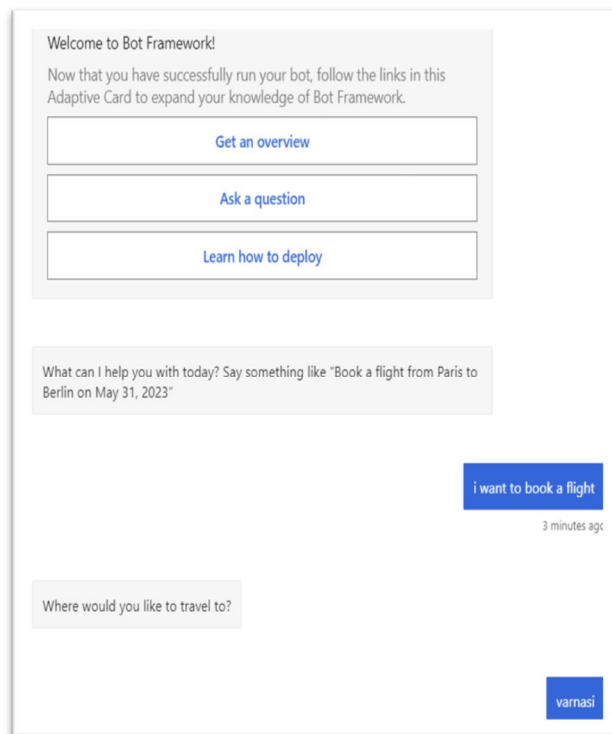 Welcome to Bot Framework!
Now that you have successfully run your bot, follow the links in this
Adaptive Card to expand your knowledge of Bot Framework.
Get an overview
Ask a question
Learn how to deploy
What can I help you with today? Say something like "Book a flight from Paris to
Berlin on May 31, 2023"
i want to book a flight
3 minutes ago
Where would you like to travel to?
varnasi